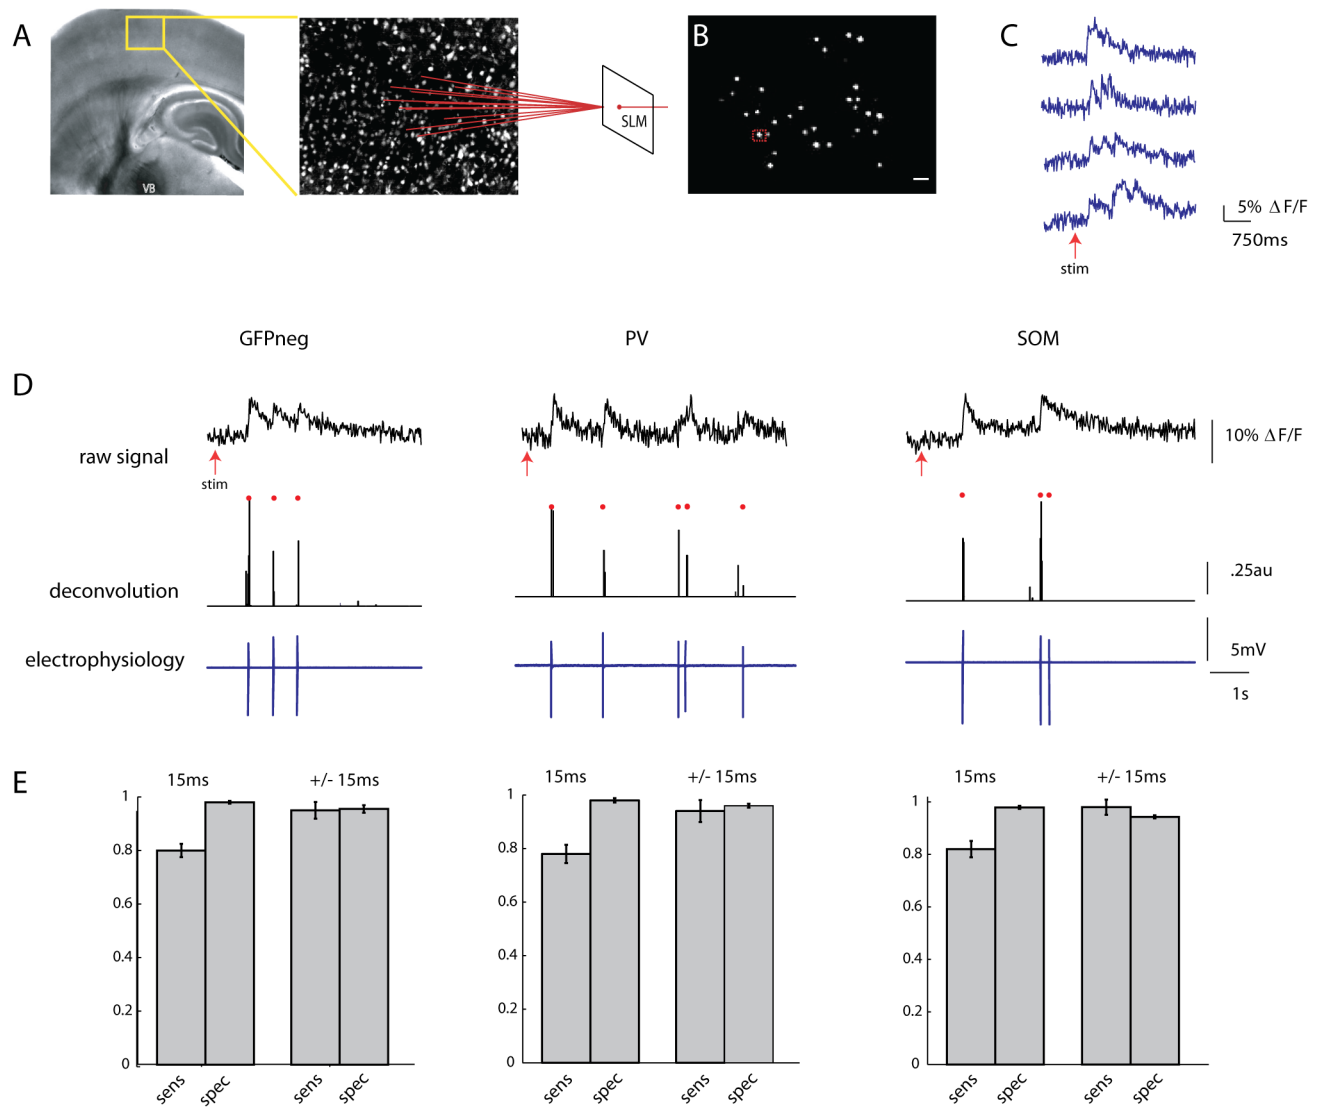 A
VB
SLM
B
C
5% ΔF/F
750ms
stim
GFPneg
PV
SOM
D
raw signal
stim
10% ΔF/F
deconvolution
.25au
electrophysiology
5mV
1s
E
15ms
+/- 15ms
1
0.8
0.6
0.4
0.2
0
sens
spec
sens
spec
15ms
+/- 15ms
1
0.8
0.6
0.4
0.2
0
sens
spec
sens
spec
15ms
+/- 15ms
1
0.8
0.6
0.4
0.2
0
sens
spec
sens
spec